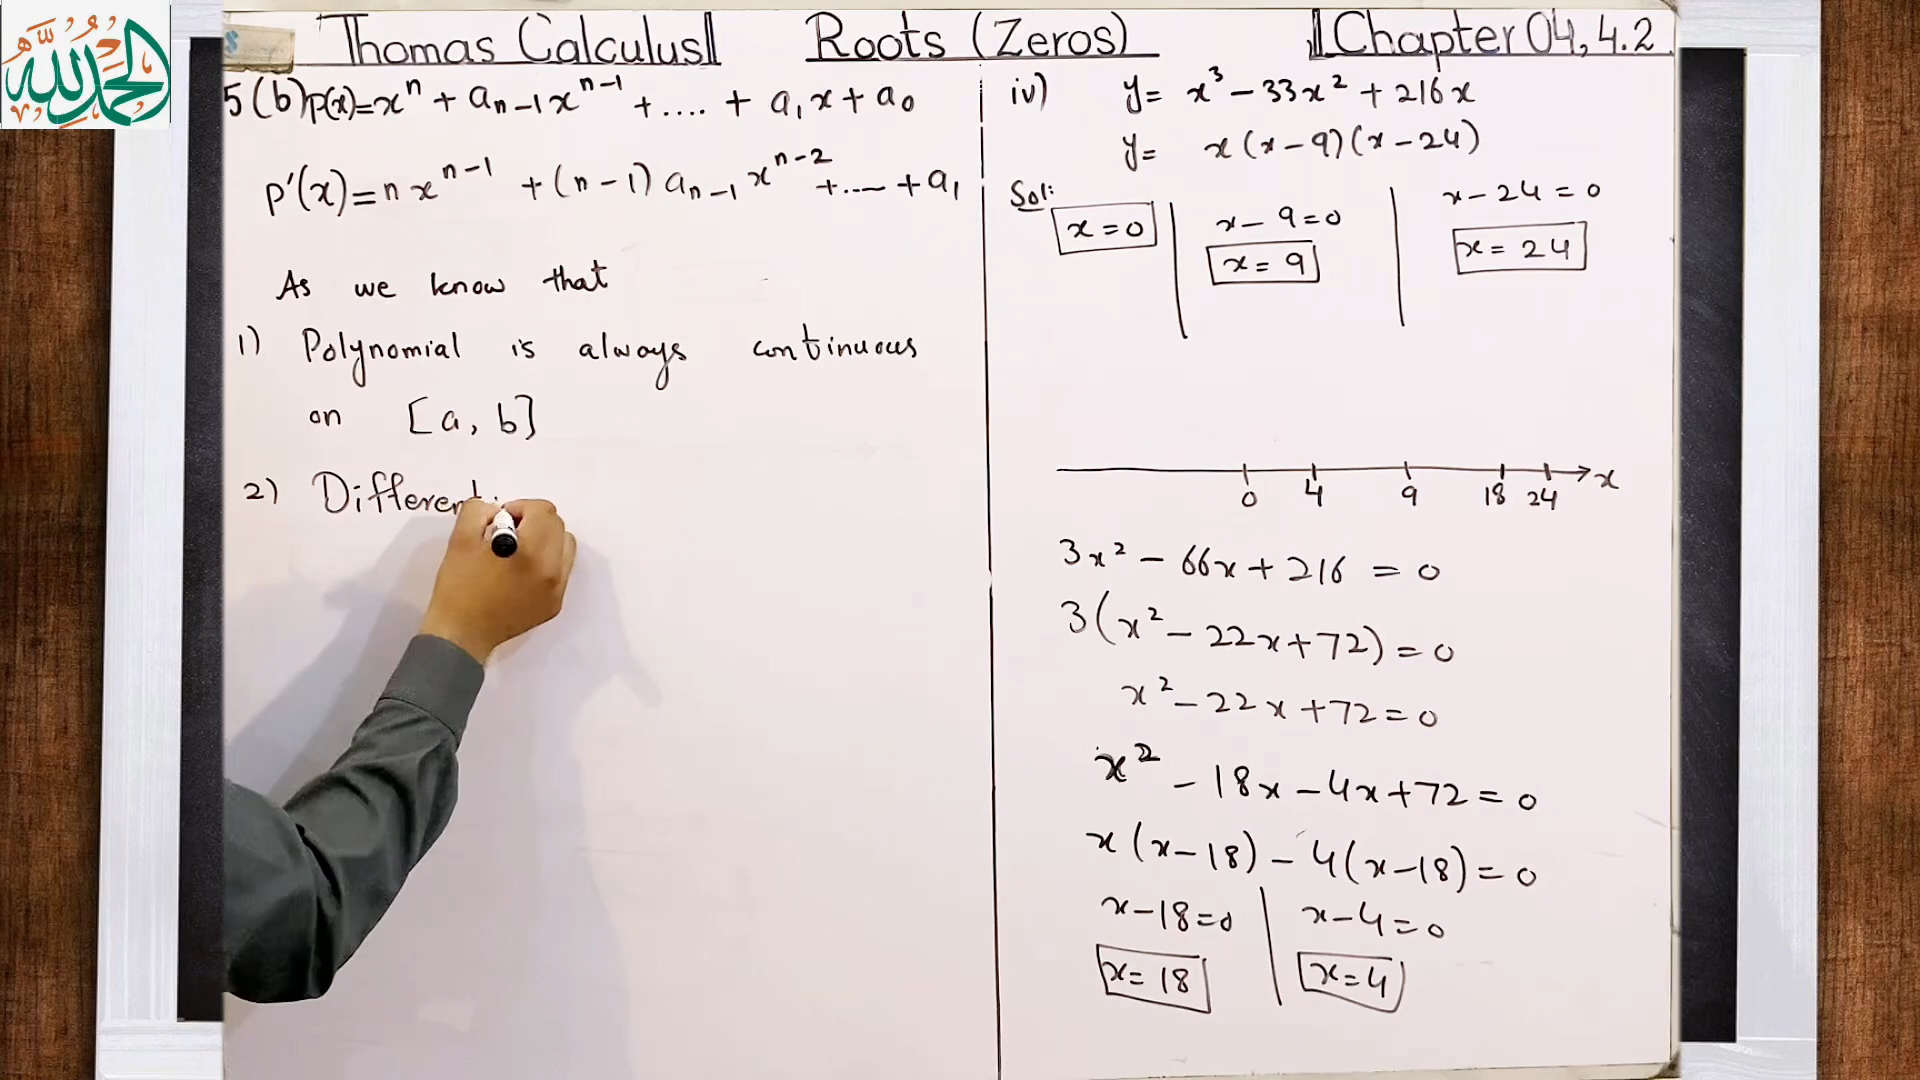 الحمد لله
Thomas Calculus Roots (Zeros) Chapter 04, 4.2
5(b) P(x)=xⁿ + aₙ₋₁xⁿ⁻¹ + .... + a₁x + a₀
P'(x)=nxⁿ⁻¹ + (n-1)aₙ₋₁xⁿ⁻² + .... + a₁
As we know that
1) Polynomial is always continuous
on [a, b]
2) Different
iv) y= x³ - 33x² + 216x
y= x(x-9)(x-24)
Sol:
x=0
x-9=0
x=9
x-24=0
x=24
0 4 9 18 24 x
3x² - 66x + 216 = 0
3(x² - 22x + 72) = 0
x² - 22x + 72 = 0
x² - 18x - 4x + 72 = 0
x(x-18) - 4(x-18) = 0
x-18=0
x=18
x-4=0
x=4